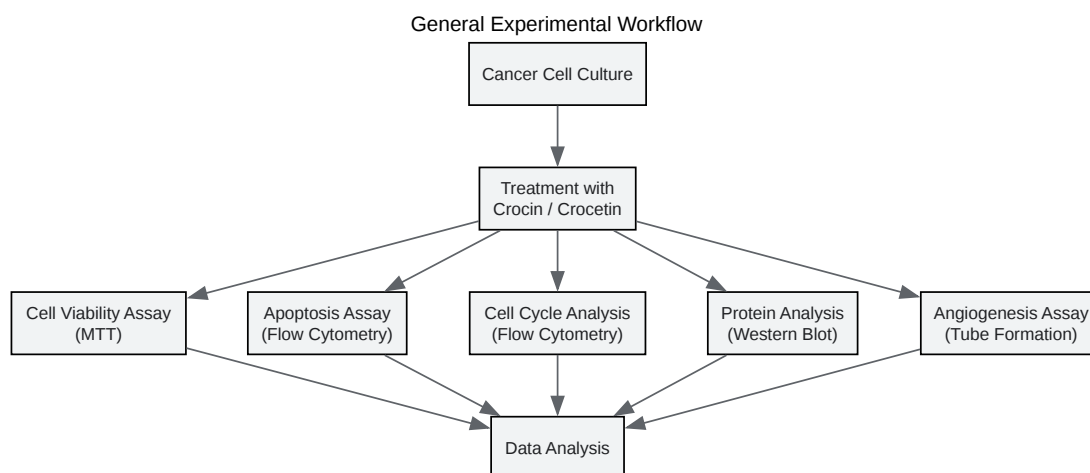 General Experimental Workflow
Cancer Cell Culture
Treatment with
Crocin / Crocetin
Cell Viability Assay
(MTT)
Apoptosis Assay
(Flow Cytometry)
Cell Cycle Analysis
(Flow Cytometry)
Protein Analysis
(Western Blot)
Angiogenesis Assay
(Tube Formation)
Data Analysis